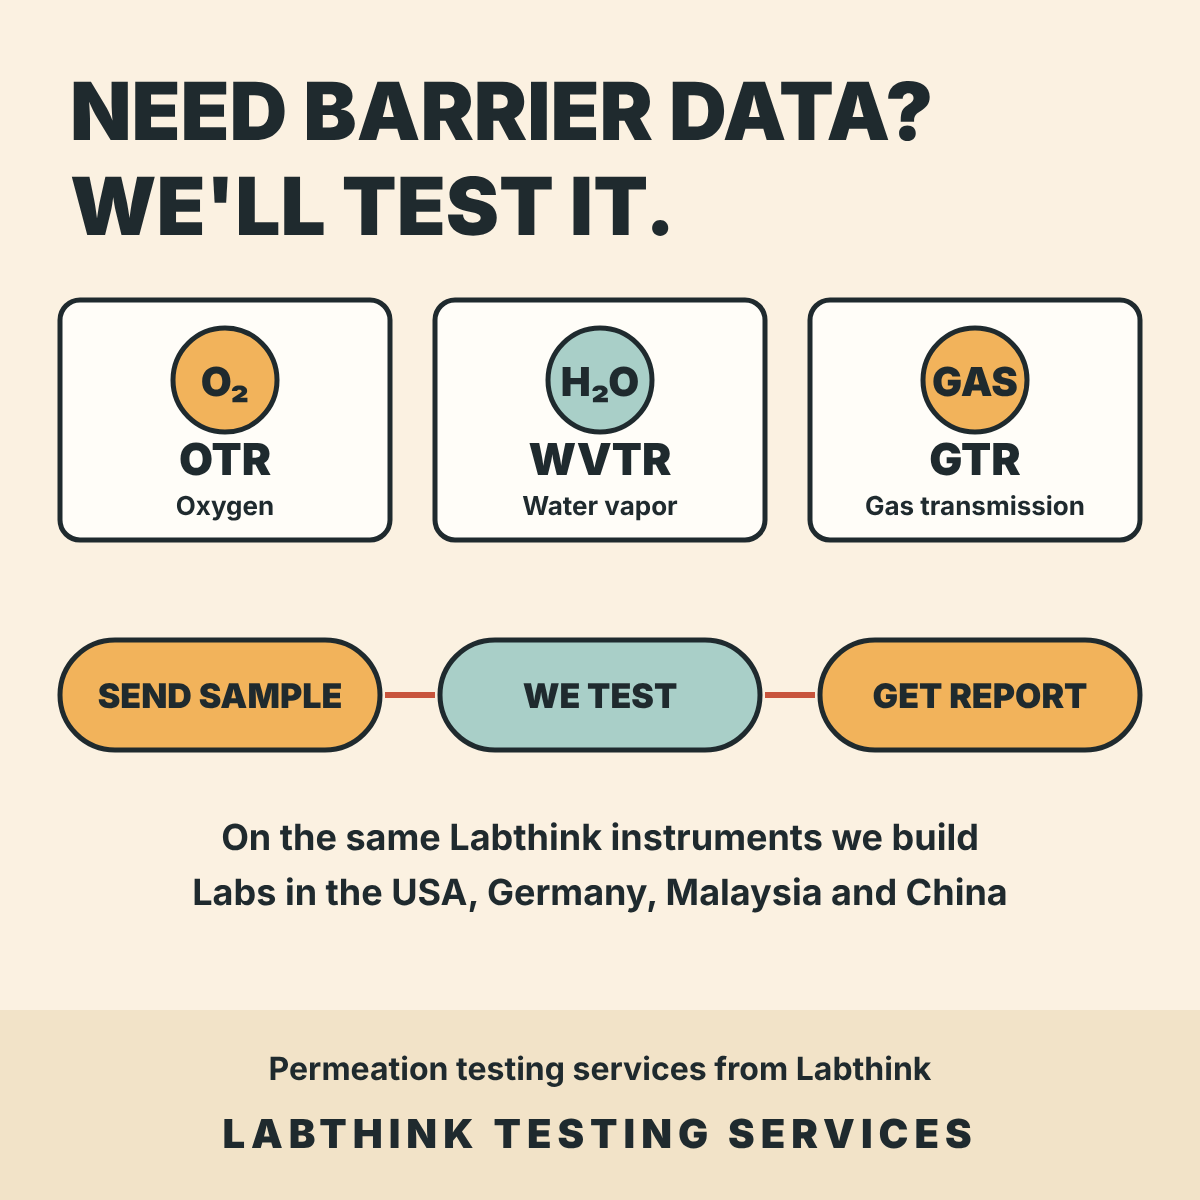 NEED BARRIER DATA?
WE'LL TEST IT.
O₂
OTR
Oxygen
H₂O
WVTR
Water vapor
GAS
GTR
Gas transmission
SEND SAMPLE
WE TEST
GET REPORT
On the same Labthink instruments we build
Labs in the USA, Germany, Malaysia and China
Permeation testing services from Labthink
LABTHINK TESTING SERVICES